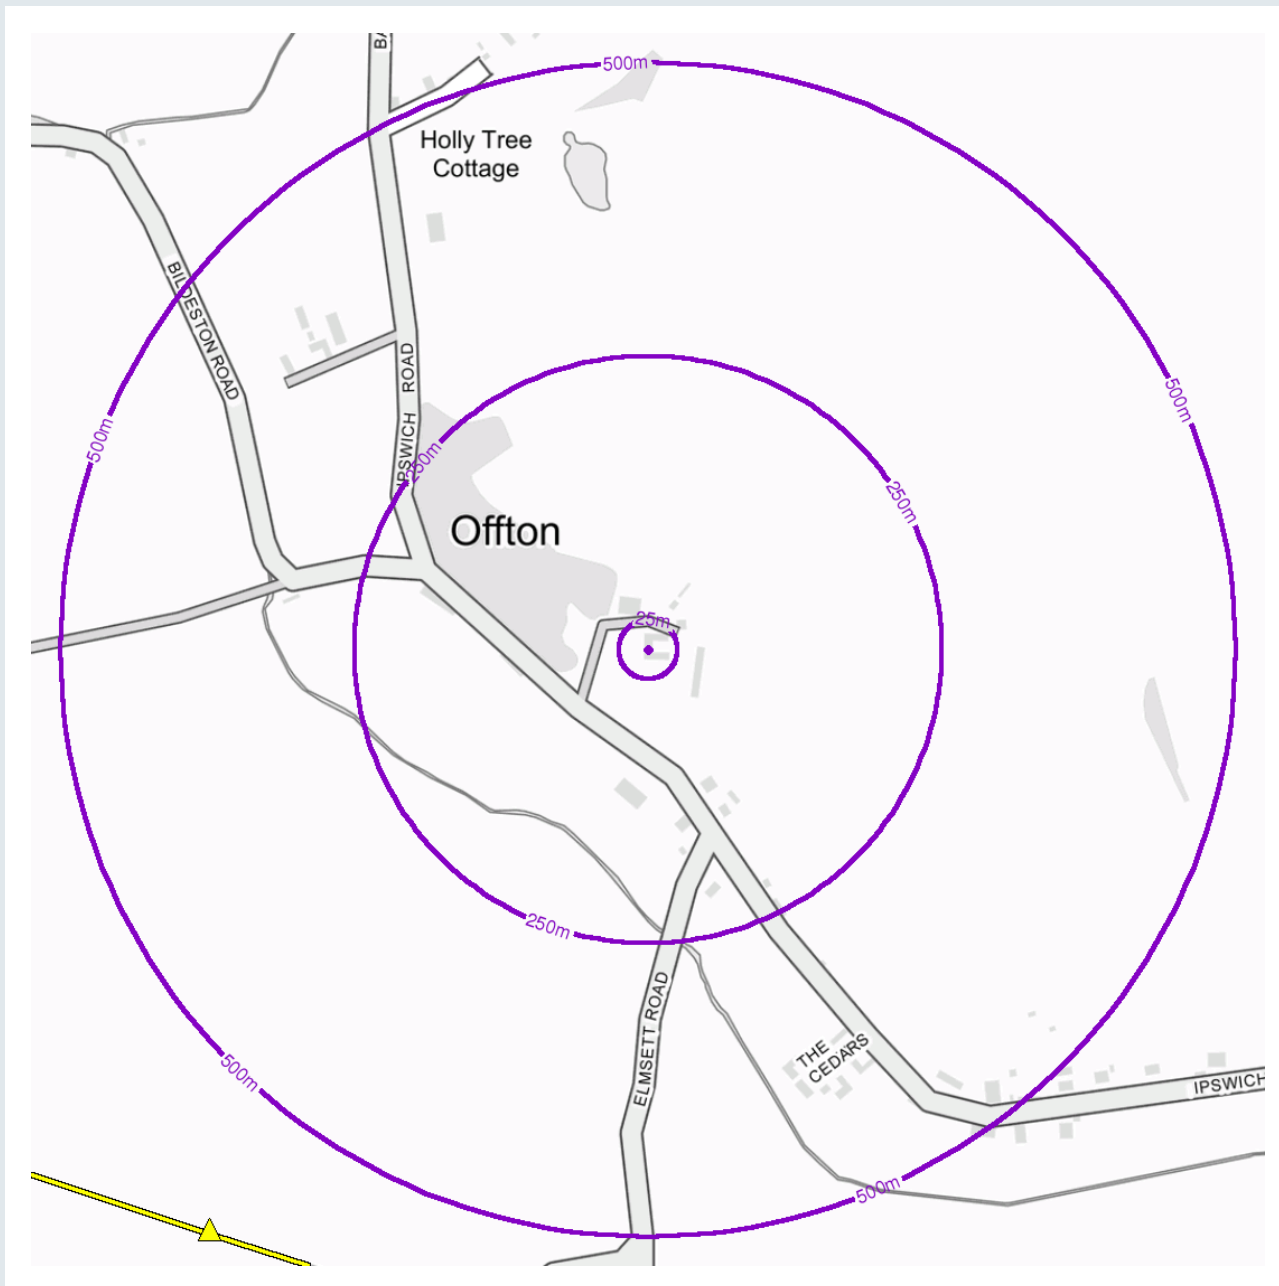 BA
500m
Holly Tree
Cottage
BILDESTON ROAD
IPSWICH ROAD
500m
500m
250m
250m
Offton
25m
250m
ELMSETT ROAD
500m
THE
CEDARS
IPSWICH
500m